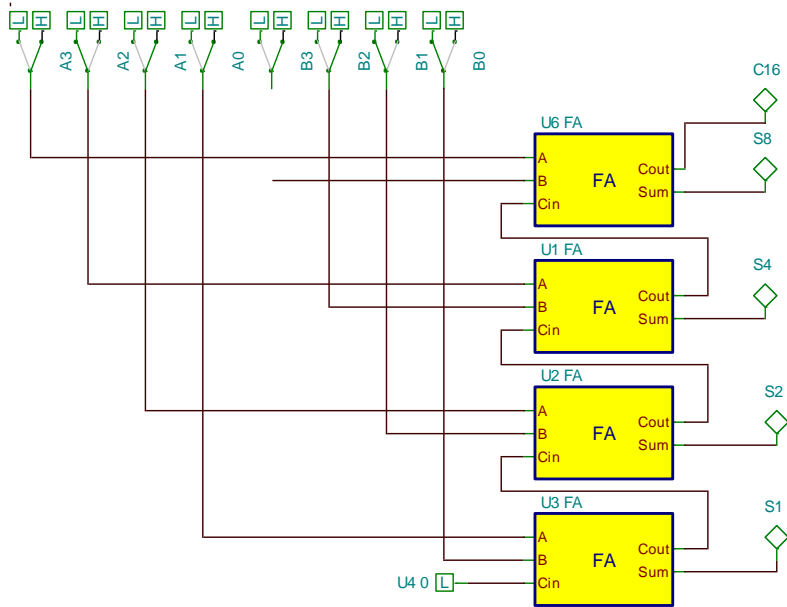 L H L H L H L H L H L H L H L H
A3 A2 A1 A0 B3 B2 B1 B0
C16
U6 FA
A
B
Cin
FA
Cout
Sum
S8
U1 FA
A
B
Cin
FA
Cout
Sum
S4
U2 FA
A
B
Cin
FA
Cout
Sum
S2
U3 FA
A
B
Cin
FA
Cout
Sum
S1
U4 0 L